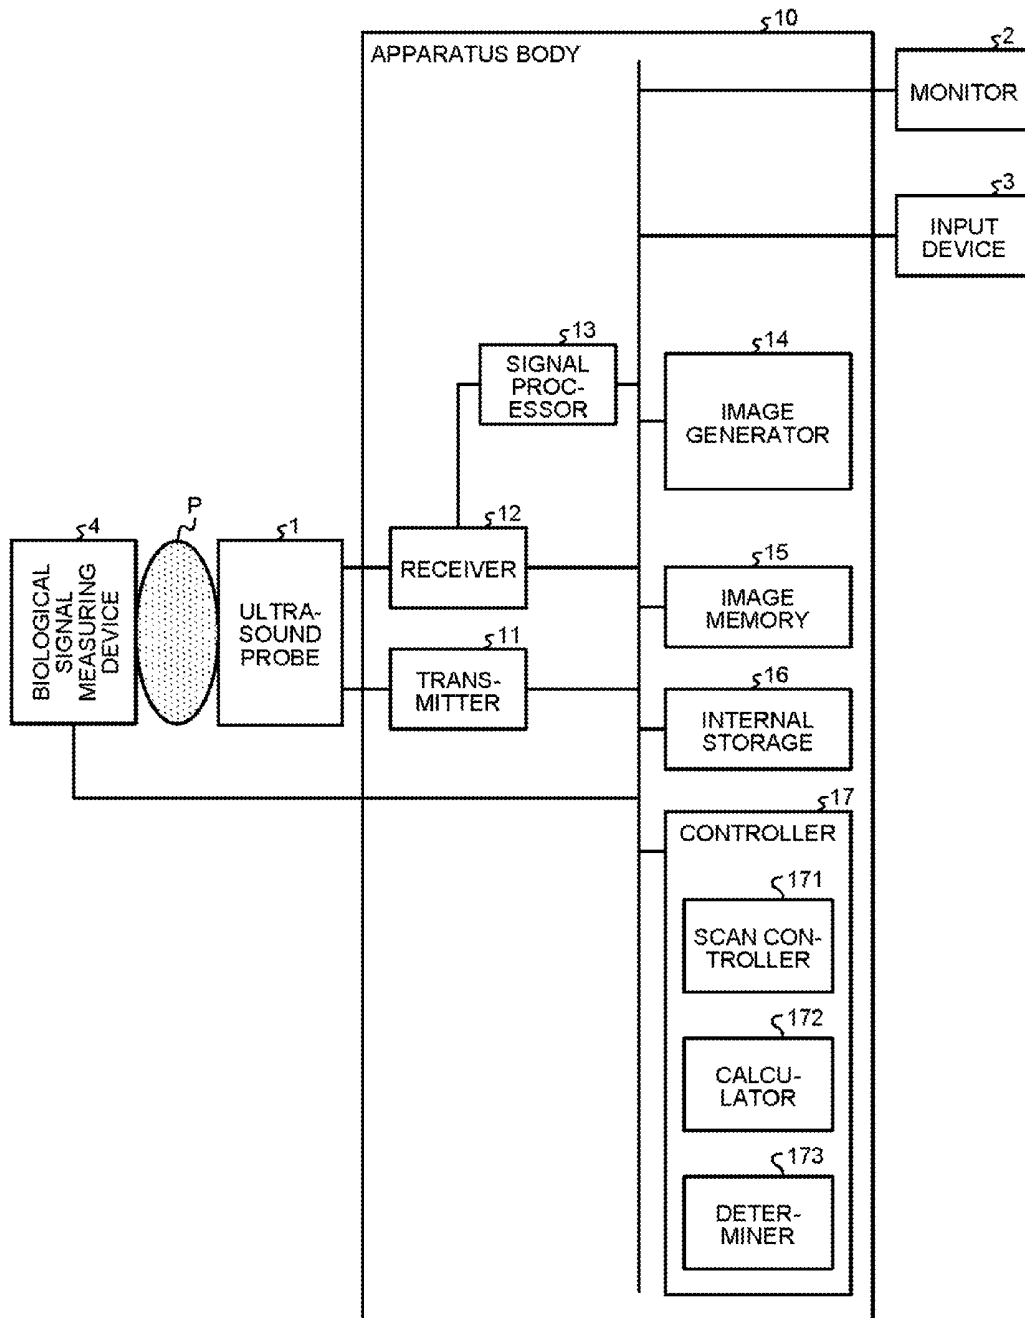 10
APPARATUS BODY
2
MONITOR
3
INPUT
DEVICE
13
SIGNAL
PROC-
ESSOR
14
IMAGE
GENERATOR
4
BIOLOGICAL
SIGNAL
MEASURING
DEVICE
P
1
ULTRA-
SOUND
PROBE
12
RECEIVER
11
TRANS-
MITTER
15
IMAGE
MEMORY
16
INTERNAL
STORAGE
17
CONTROLLER
171
SCAN CON-
TROLLER
172
CALCU-
LATOR
173
DETER-
MINER